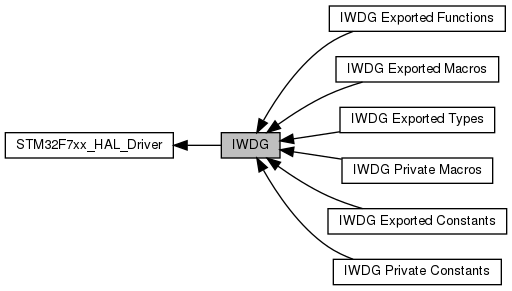 IWDG Exported Functions
IWDG Exported Macros
IWDG Exported Types
STM32F7xx_HAL_Driver
IWDG
IWDG Private Macros
IWDG Exported Constants
IWDG Private Constants